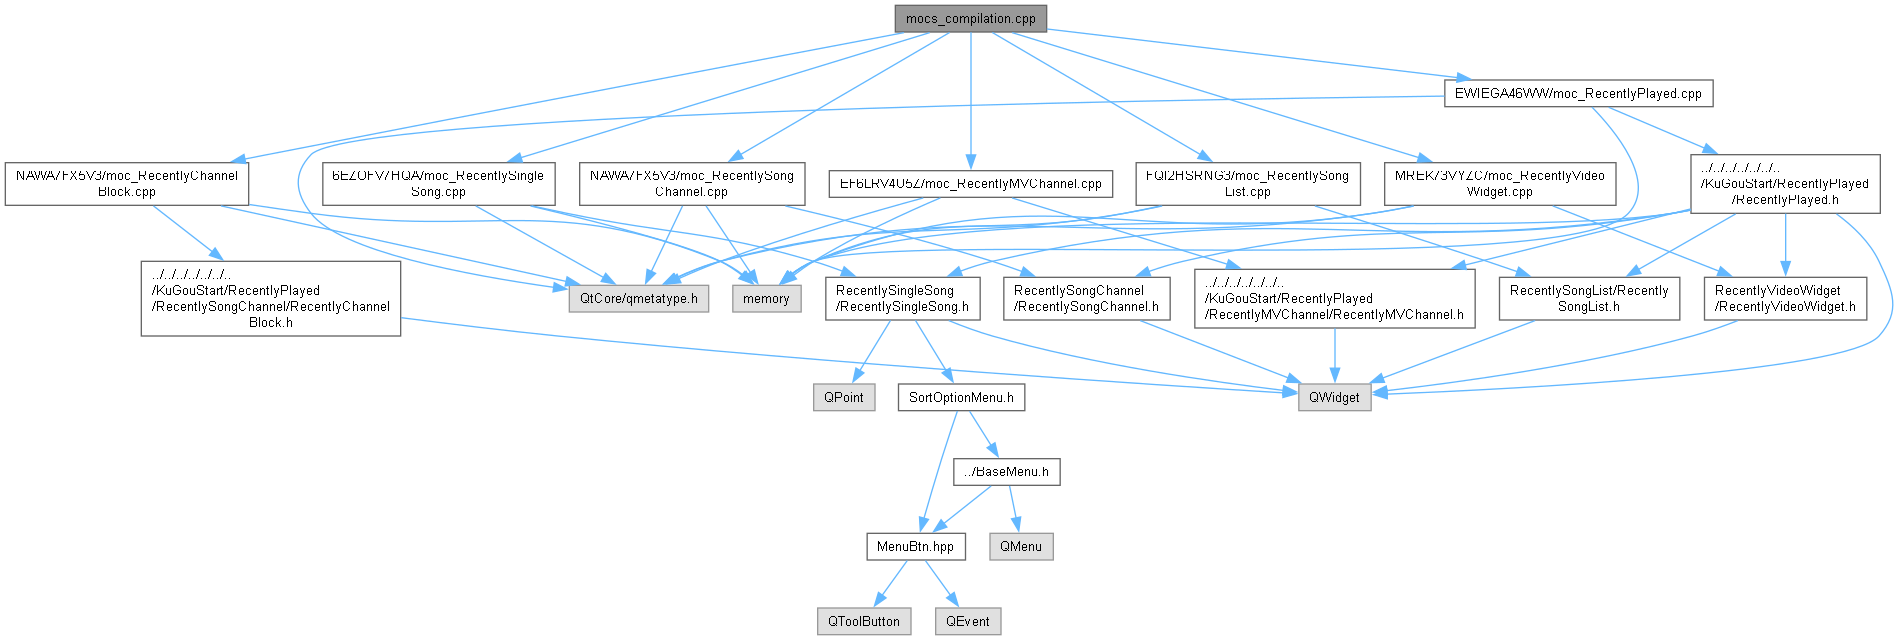 mocs_compilation.cpp
EWIEGA46WW/moc_RecentlyPlayed.cpp
NAWA7FX5V3/moc_RecentlyChannel
Block.cpp
6EZOFV7HQA/moc_RecentlySingle
Song.cpp
NAWA7FX5V3/moc_RecentlySong
Channel.cpp
EF6LRV4U5Z/moc_RecentlyMVChannel.cpp
FQI2HSRNG3/moc_RecentlySong
List.cpp
MREK73VYZC/moc_RecentlyVideo
Widget.cpp
../../../../../../..
/KuGouStart/RecentlyPlayed
/RecentlyPlayed.h
../../../../../../..
/KuGouStart/RecentlyPlayed
/RecentlySongChannel/RecentlyChannel
Block.h
QtCore/qmetatype.h
memory
RecentlySingleSong
/RecentlySingleSong.h
RecentlySongChannel
/RecentlySongChannel.h
../../../../../../..
/KuGouStart/RecentlyPlayed
/RecentlyMVChannel/RecentlyMVChannel.h
RecentlySongList/Recently
SongList.h
RecentlyVideoWidget
/RecentlyVideoWidget.h
QPoint
SortOptionMenu.h
QWidget
../BaseMenu.h
MenuBtn.hpp
QMenu
QToolButton
QEvent